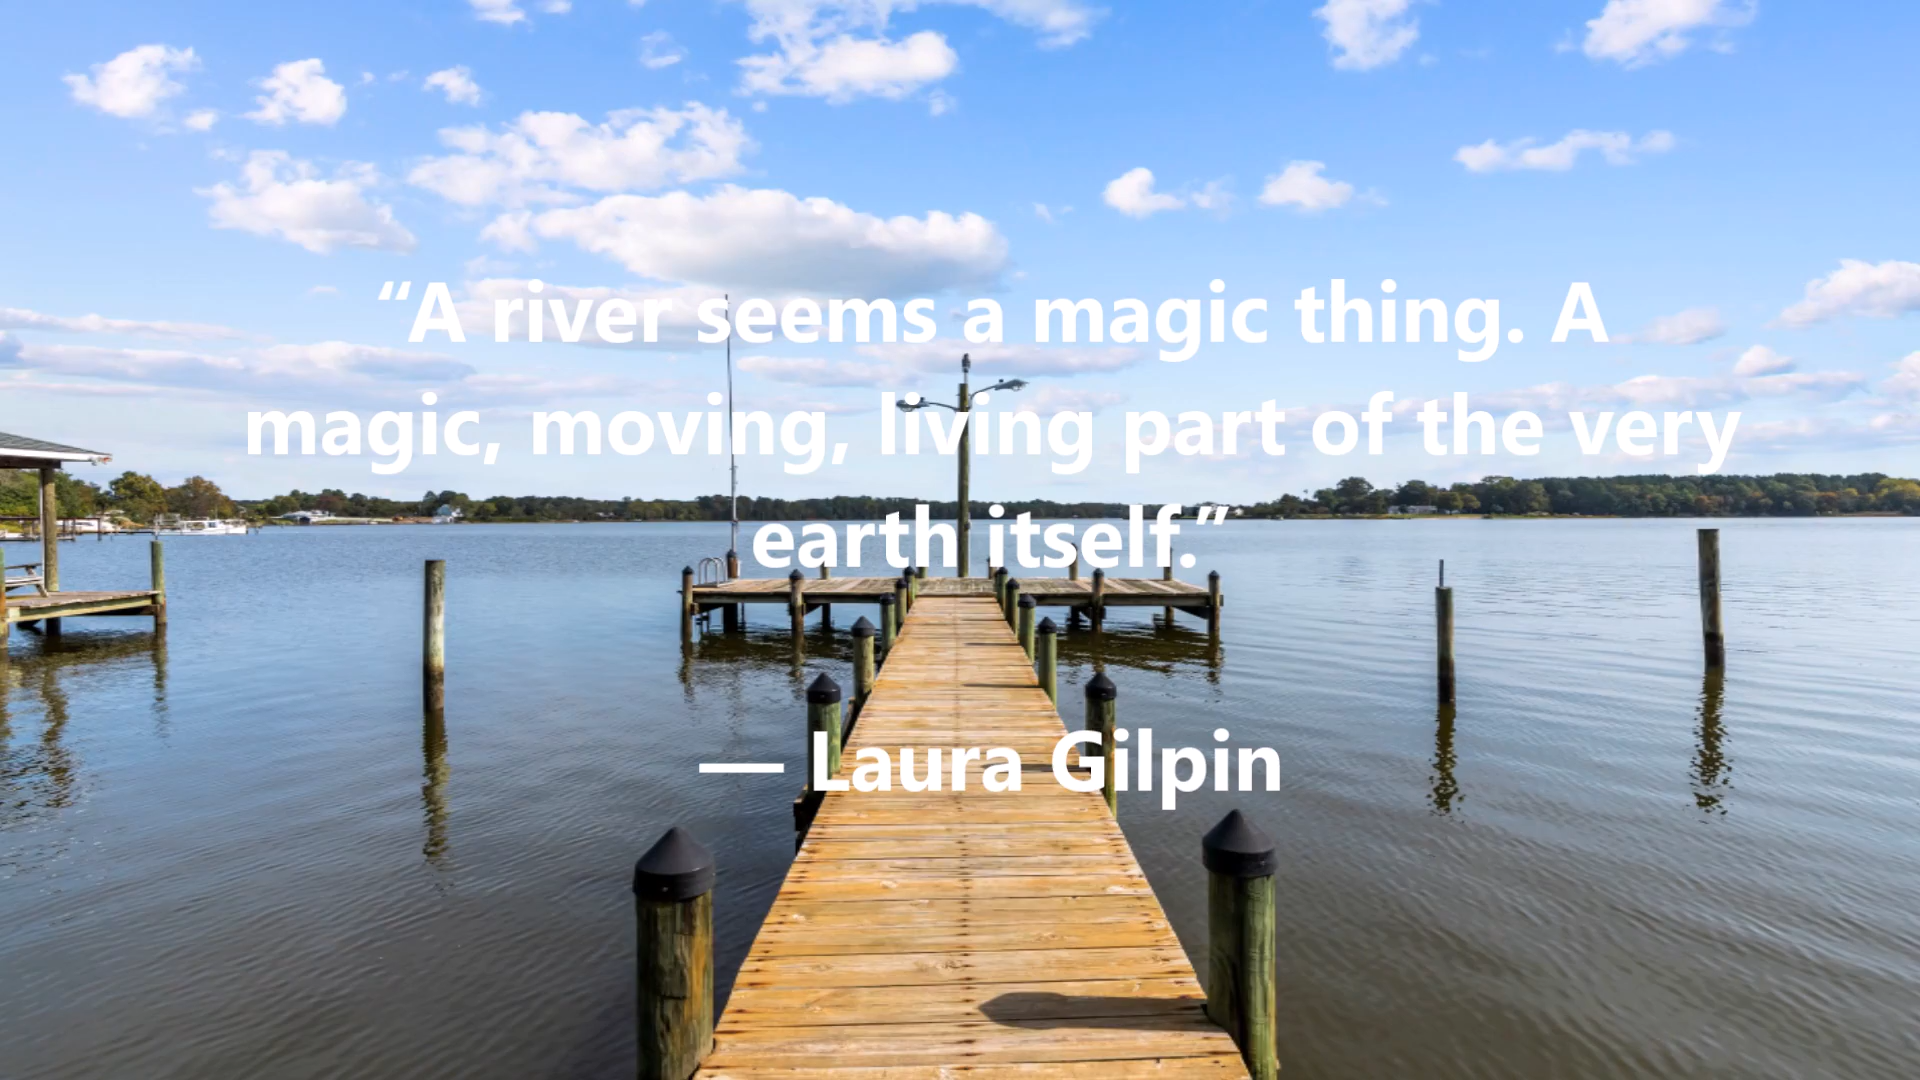 “A river seems a magic thing. A
magic, moving, living part of the very
earth itself.”
— Laura Gilpin